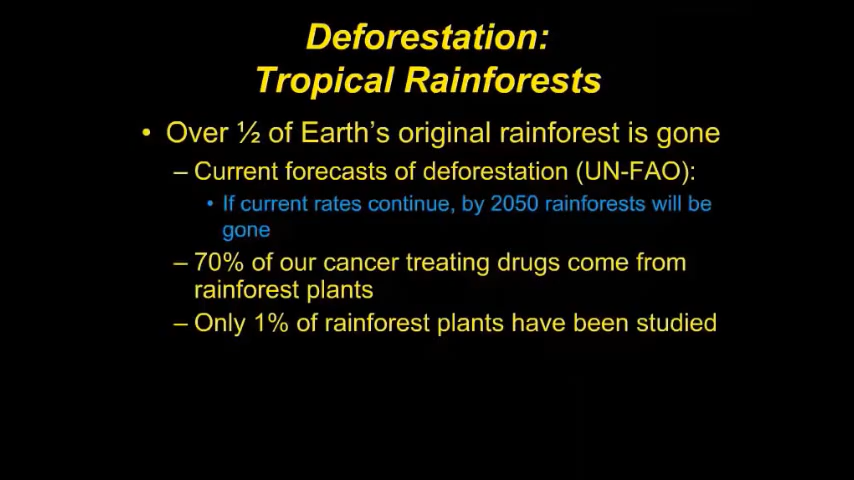 Deforestation:
Tropical Rainforests
• Over ½ of Earth's original rainforest is gone
– Current forecasts of deforestation (UN-FAO):
• If current rates continue, by 2050 rainforests will be
gone
– 70% of our cancer treating drugs come from
rainforest plants
– Only 1% of rainforest plants have been studied